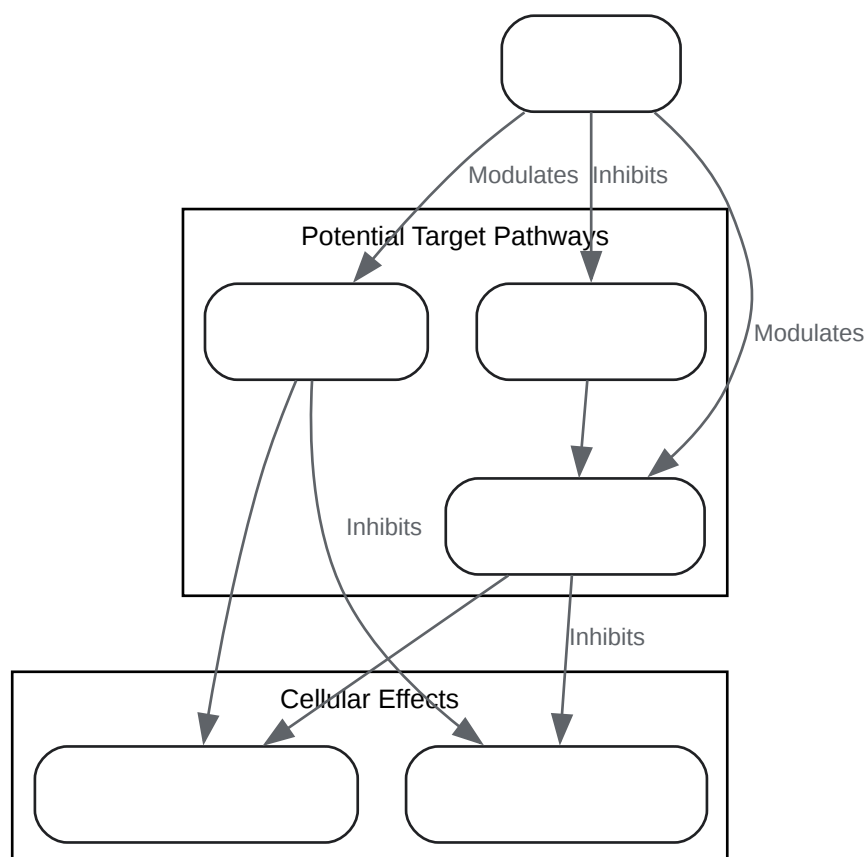 Modulates Inhibits
Potential Target Pathways
Modulates
Inhibits
Inhibits
Cellular Effects